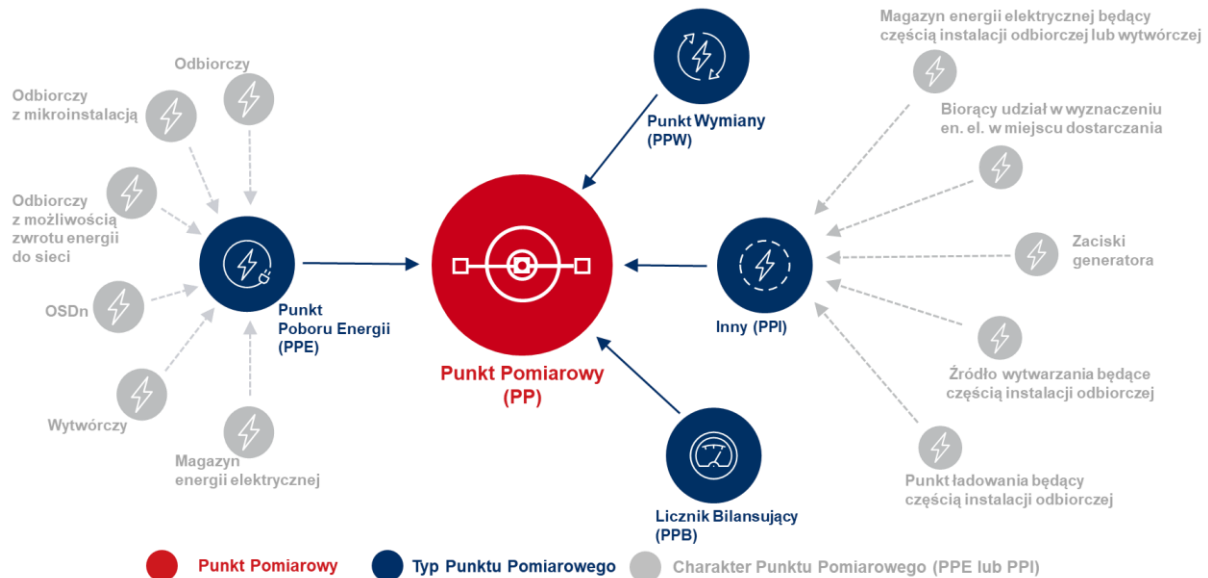 Odbiorczy
Odbiorczy
z mikroinstalacją
Odbiorczy
z możliwością
zwrotu energii
do sieci
OSDn
Wytwórczy
Magazyn
energii elektrycznej
Punkt
Poboru Energii
(PPE)
Punkt Wymiany
(PPW)
Punkt Pomiarowy
(PP)
Licznik Bilansujący
(PPB)
Inny (PPI)
Magazyn energii elektrycznej będący
częścią instalacji odbiorczej lub wytwórczej
Biorący udział w wyznaczeniu
en. el. w miejscu dostarczania
Zaciski
generatora
Źródło wytwarzania będące
częścią instalacji odbiorczej
Punkt ładowania będący
częścią instalacji odbiorczej
Punkt Pomiarowy
Typ Punktu Pomiarowego
Charakter Punktu Pomiarowego (PPE lub PPI)